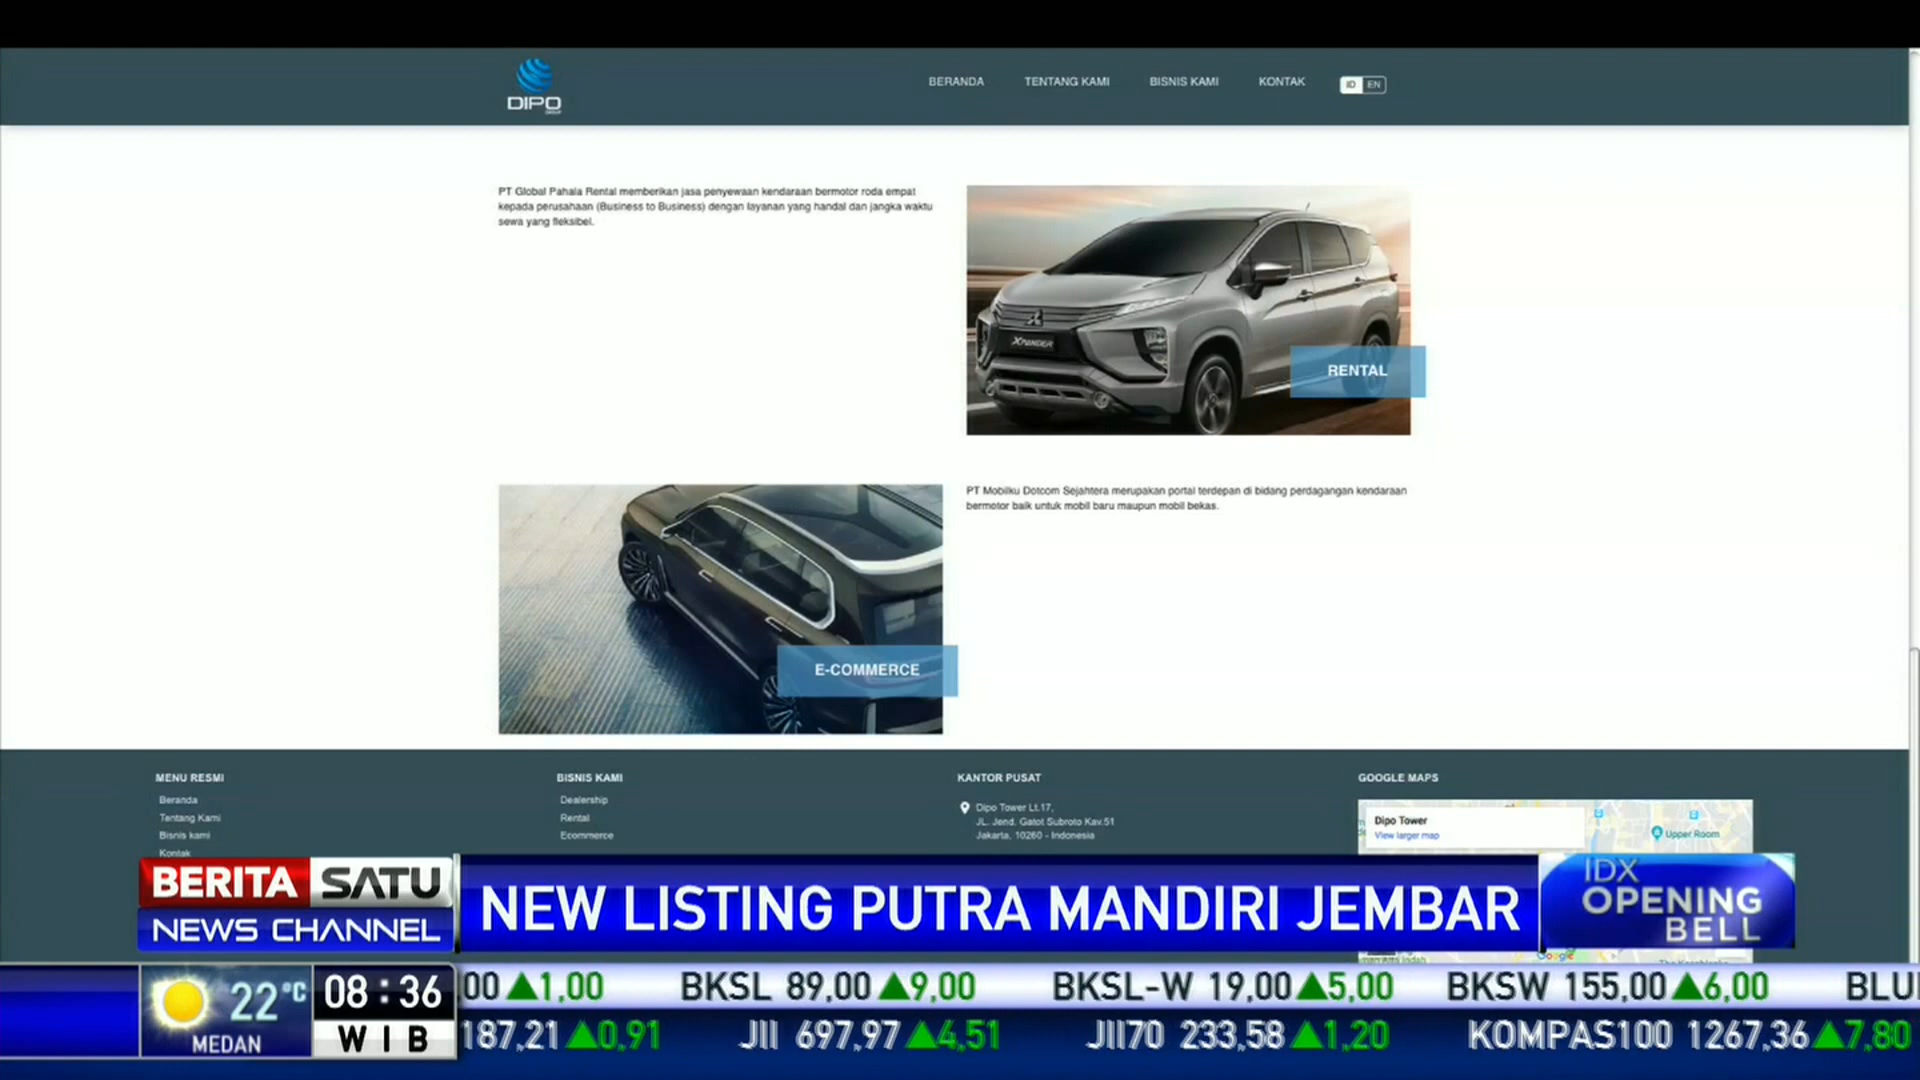 DIPO
BERANDA
TENTANG KAMI
BISNIS KAMI
KONTAK
ID EN
PT Global Pahala Rental memberikan jasa penyewaan kendaraan bermotor roda empat
kepada perusahaan (Business to Business) dengan layanan yang handal dan jangka waktu
sewa yang fleksibel.
XPANDER
RENTAL
E-COMMERCE
PT Mobilku Dotcom Sejahtera merupakan portal terdepan di bidang perdagangan kendaraan
bermotor baik untuk mobil baru maupun mobil bekas.
MENU RESMI
Beranda
Tentang Kami
Bisnis kami
Kontak
BISNIS KAMI
Dealership
Rental
Ecommerce
KANTOR PUSAT
Dipo Tower Lt.17,
JL. Jend. Gatot Subroto Kav.51
Jakarta, 10260 - Indonesia
GOOGLE MAPS
Dipo Tower
View larger map
Upper Room
Google
BERITA SATU
NEWS CHANNEL
NEW LISTING PUTRA MANDIRI JEMBAR
IDX
OPENING
BELL
22°C
MEDAN
08:36
WIB
00 ▲1,00 BKSL 89,00 ▲9,00 BKSL-W 19,00 ▲5,00 BKSW 155,00 ▲6,00 BLU
187,21 ▲0,91 JII 697,97 ▲4,51 JII70 233,58 ▲1,20 KOMPAS100 1267,36 ▲7,80